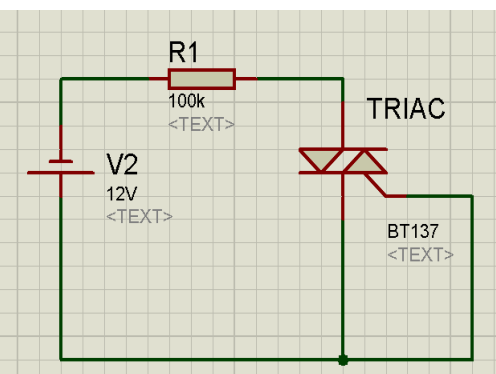 R1
100k
<TEXT>
TRIAC
V2
12V
<TEXT>
BT137
<TEXT>